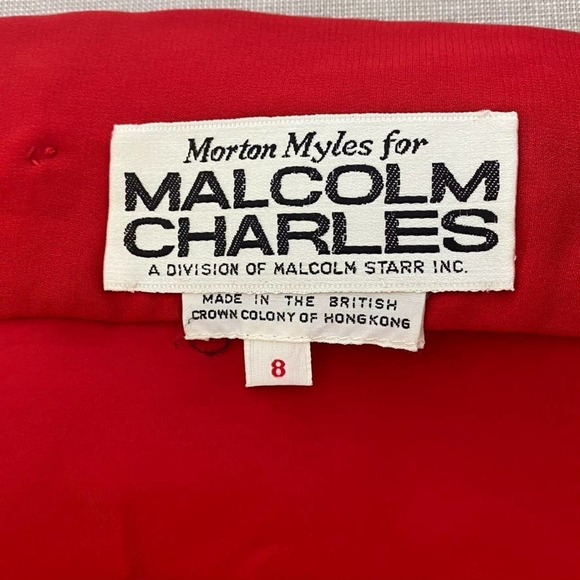 Morton Myles for
MALCOLM
CHARLES
A DIVISION OF MALCOLM STARR INC.
MADE IN THE BRITISH
CROWN COLONY OF HONGKONG
8